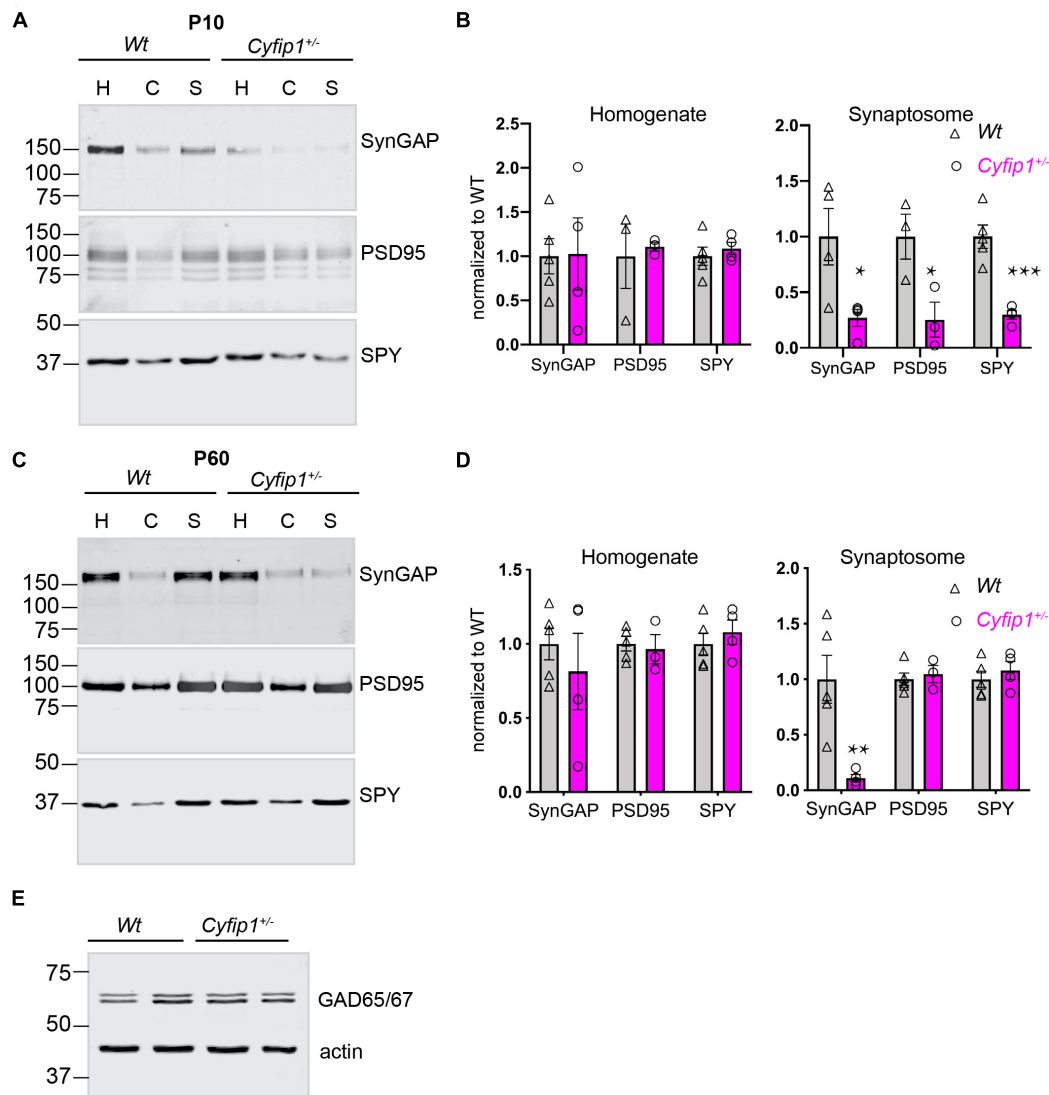 A
P10
Wt Cyfip1+/-
H C S H C S
150
100
75
SynGAP
150
100
75
PSD95
50
37
SPY
B
Homogenate
normalized to WT
2.5
2.0
1.5
1.0
0.5
0.0
SynGAP PSD95 SPY
Synaptosome
Wt
Cyfip1+/-
2.0
1.5
1.0
0.5
0.0
* * ***
SynGAP PSD95 SPY
C
P60
Wt Cyfip1+/-
H C S H C S
150
100
75
SynGAP
150
100
75
PSD95
50
37
SPY
D
Homogenate
normalized to WT
1.5
1.0
0.5
0.0
SynGAP PSD95 SPY
Synaptosome
Wt
Cyfip1+/-
2.0
1.5
1.0
0.5
0.0
**
SynGAP PSD95 SPY
E
Wt Cyfip1+/-
75
50
37
GAD65/67
actin